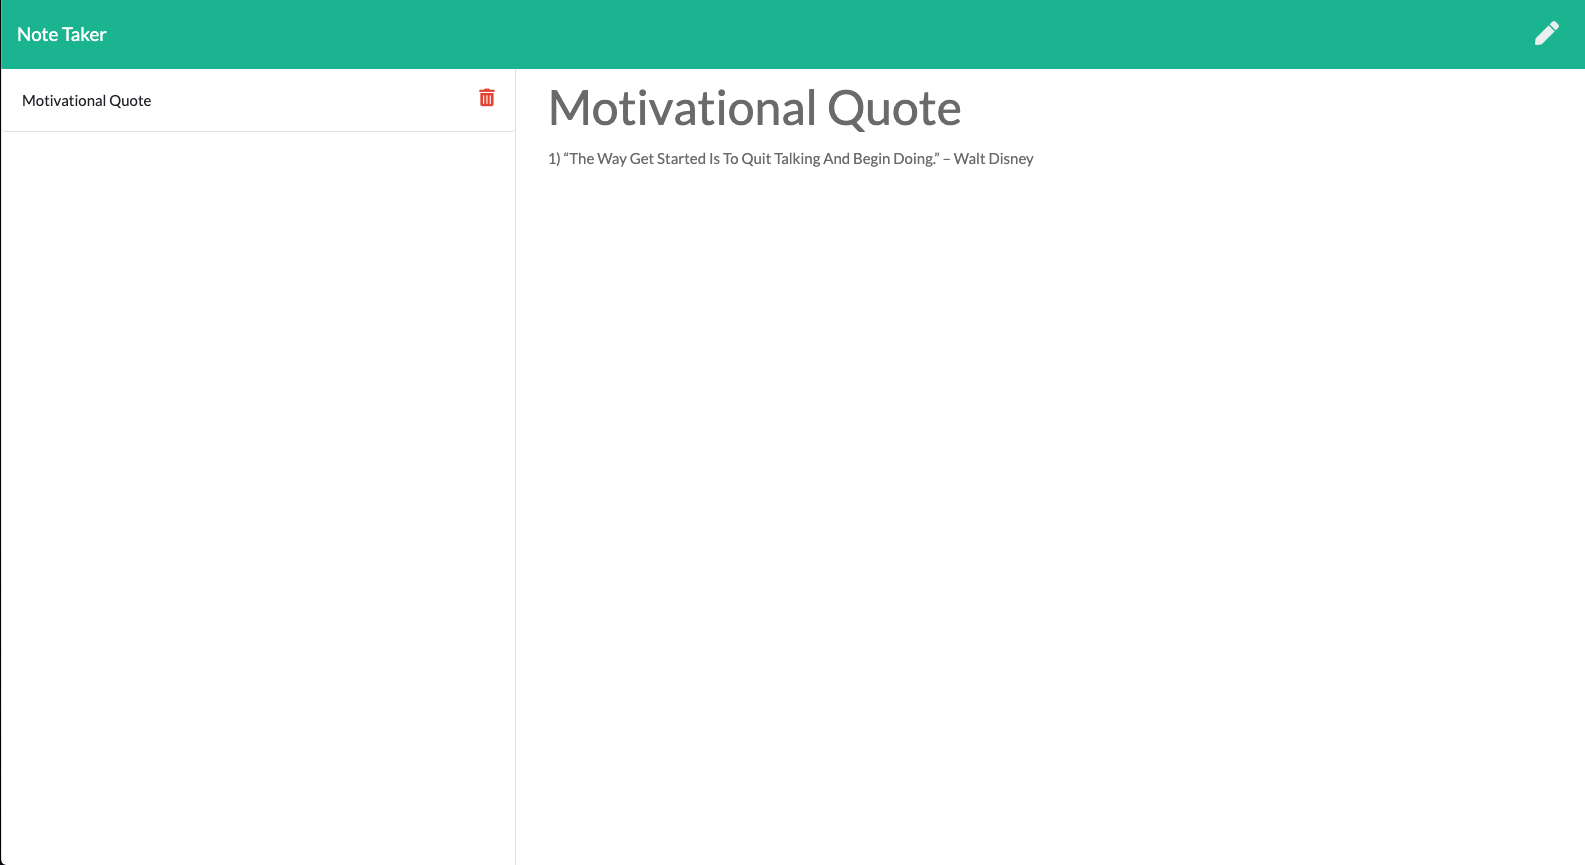 Note Taker
Motivational Quote
Motivational Quote
1) “The Way Get Started Is To Quit Talking And Begin Doing.” – Walt Disney